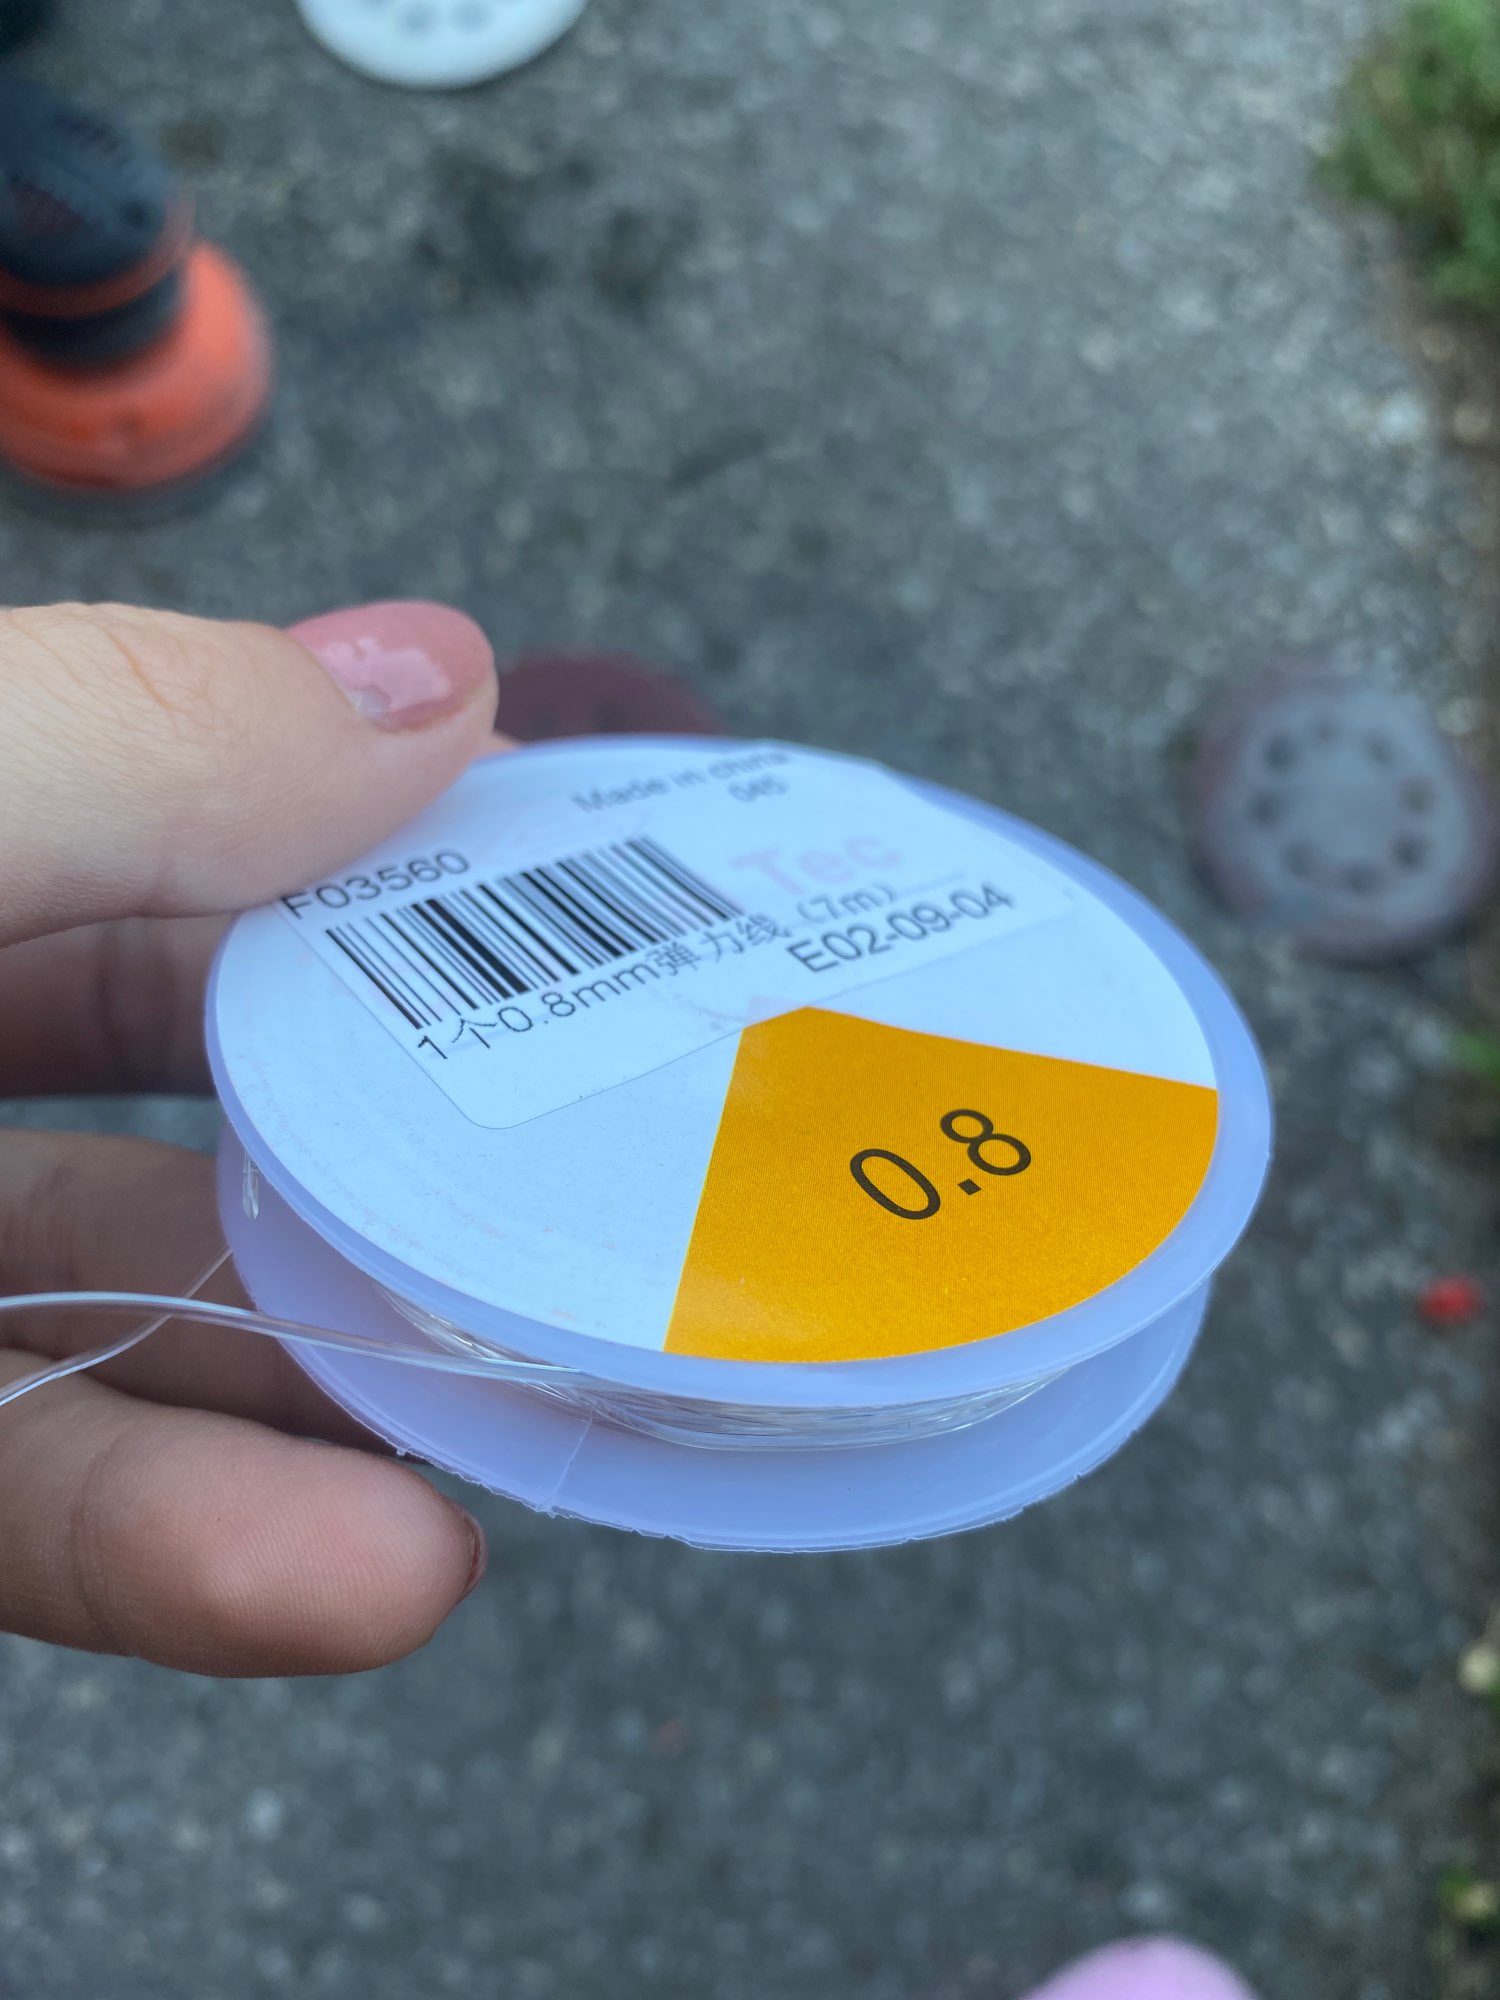 Made in china
045
F03560
Tec
1个0.8mm弹力线（7m）
E02-09-04
0.8